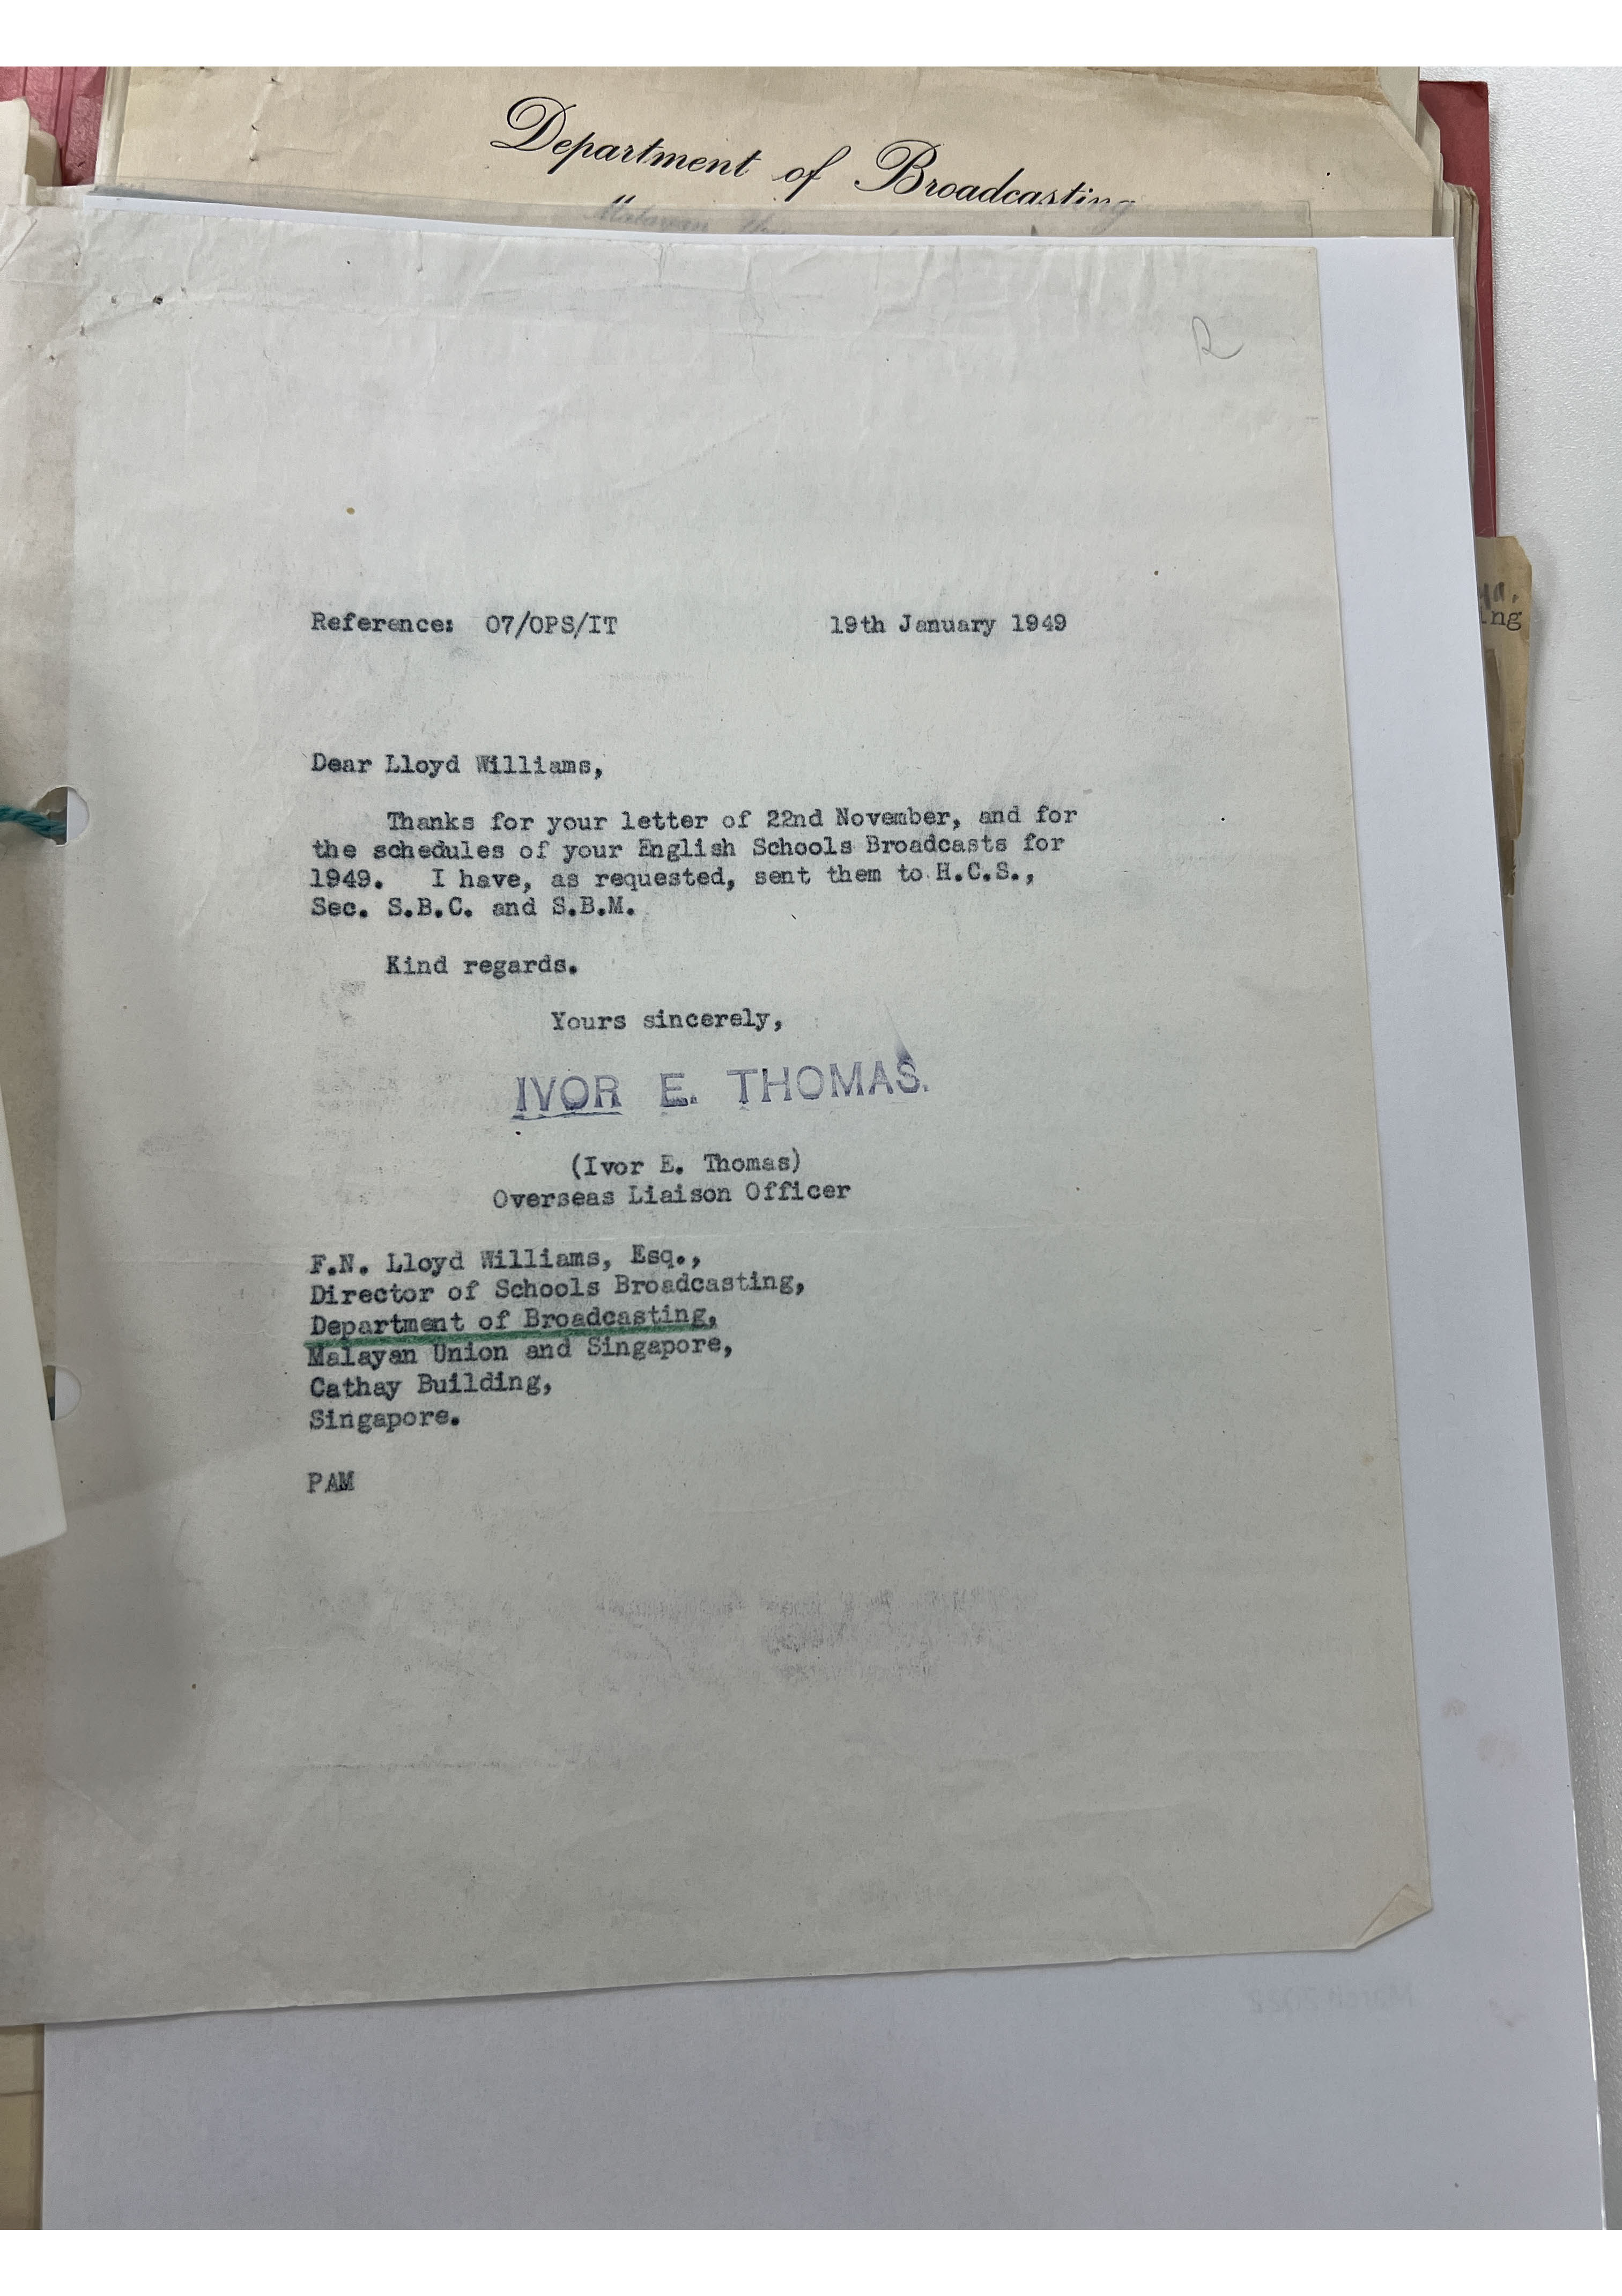 Department of Broadcasting
Malayan
R
ng
Reference: 07/OPS/IT 19th January 1949
Dear Lloyd Williams,
Thanks for your letter of 22nd November, and for
the schedules of your English Schools Broadcasts for
1949. I have, as requested, sent them to H.C.S.,
Sec. S.B.C. and S.B.M.
Kind regards.
Yours sincerely,
IVOR E. THOMAS.
(Ivor E. Thomas)
Overseas Liaison Officer
F.N. Lloyd Williams, Esq.,
Director of Schools Broadcasting,
Department of Broadcasting,
Malayan Union and Singapore,
Cathay Building,
Singapore.
PAM